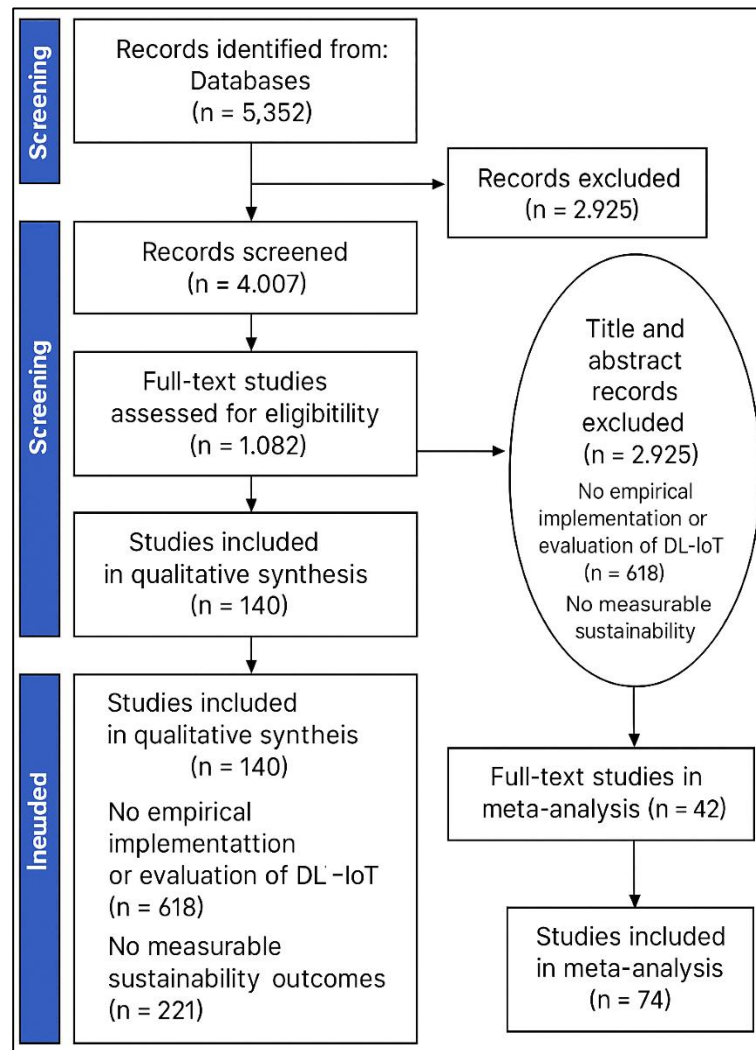 Screening
Records identified from:
Databases
(n = 5,352)
Records excluded
(n = 2.925)
Screening
Records screened
(n = 4.007)
Full-text studies
assessed for eligibitility
(n = 1.082)
Studies included
in qualitative synthesis
(n = 140)
Title and
abstract
records
excluded
(n = 2.925)
No empirical
implementation or
evaluation of DL-IoT
(n = 618)
No measurable
sustainability
Inewded
Studies included
in qualitative syntheis
(n = 140)
No empirical
implementattion
or evaluation of DL'-IoT
(n = 618)
No measurable
sustainability outcomes
(n = 221)
Full-text studies in
meta-analysis (n = 42)
Studies included
in meta-analysis
(n = 74)